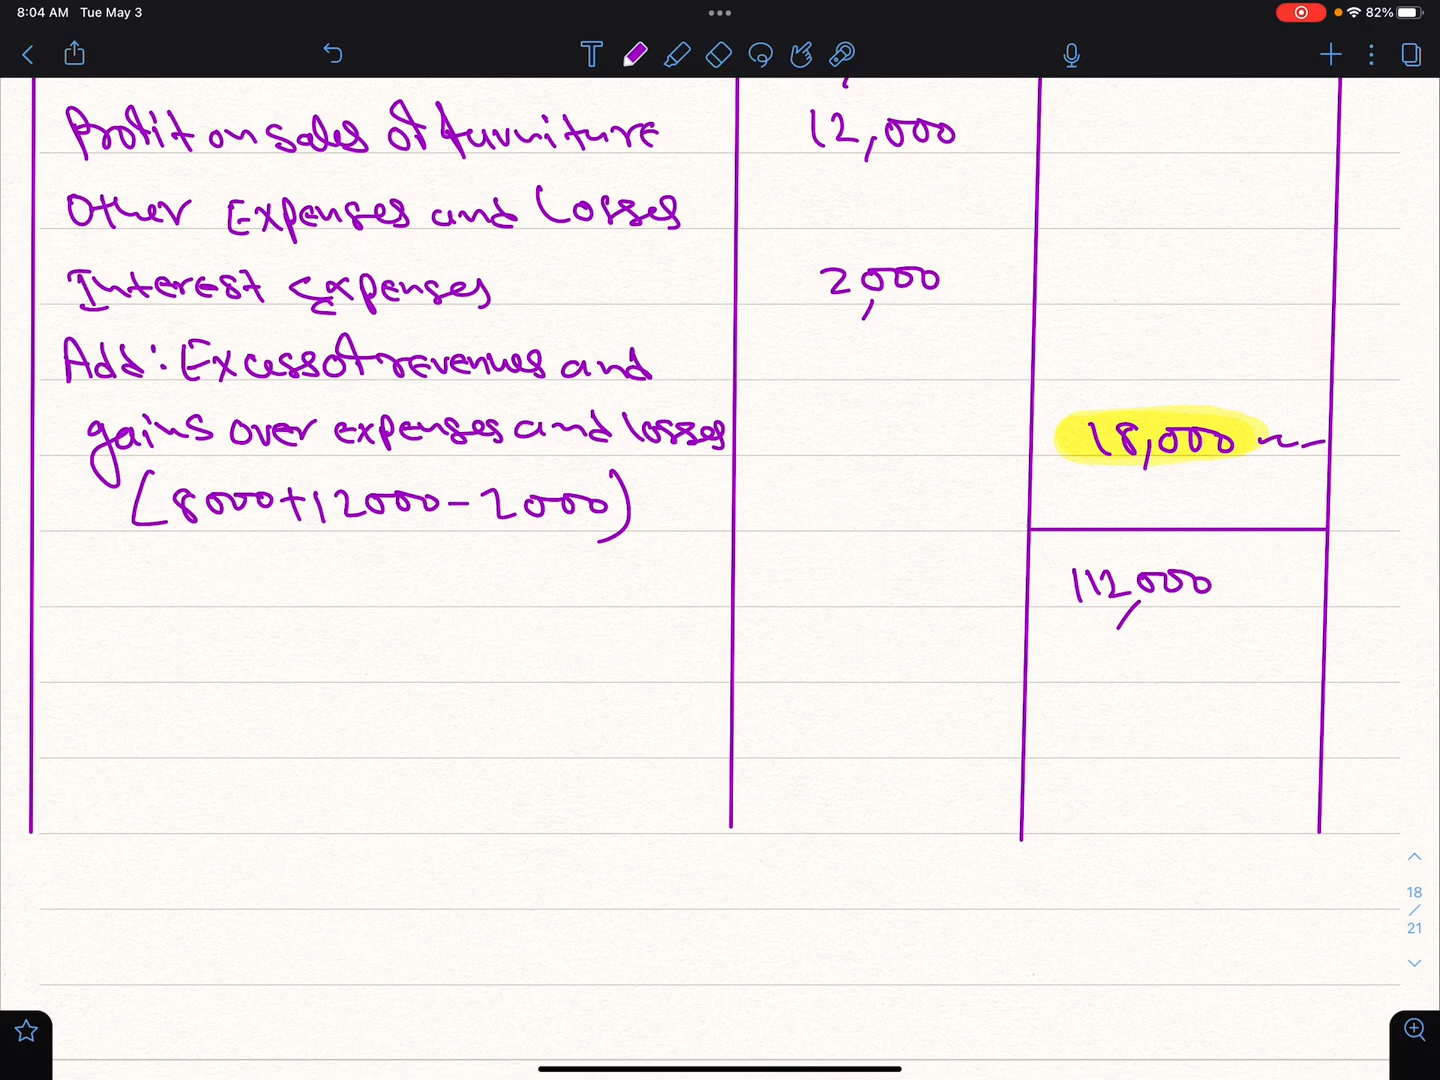 8:04 AM Tue May 3
82%
Profit on sales of furniture 12,000
Other Expenses and Losses
Interest Expenses 2,000
Add: Excess of revenues and
gains over expenses and losses 18,000
(8000+12000-2000)
112,000
18
/
21